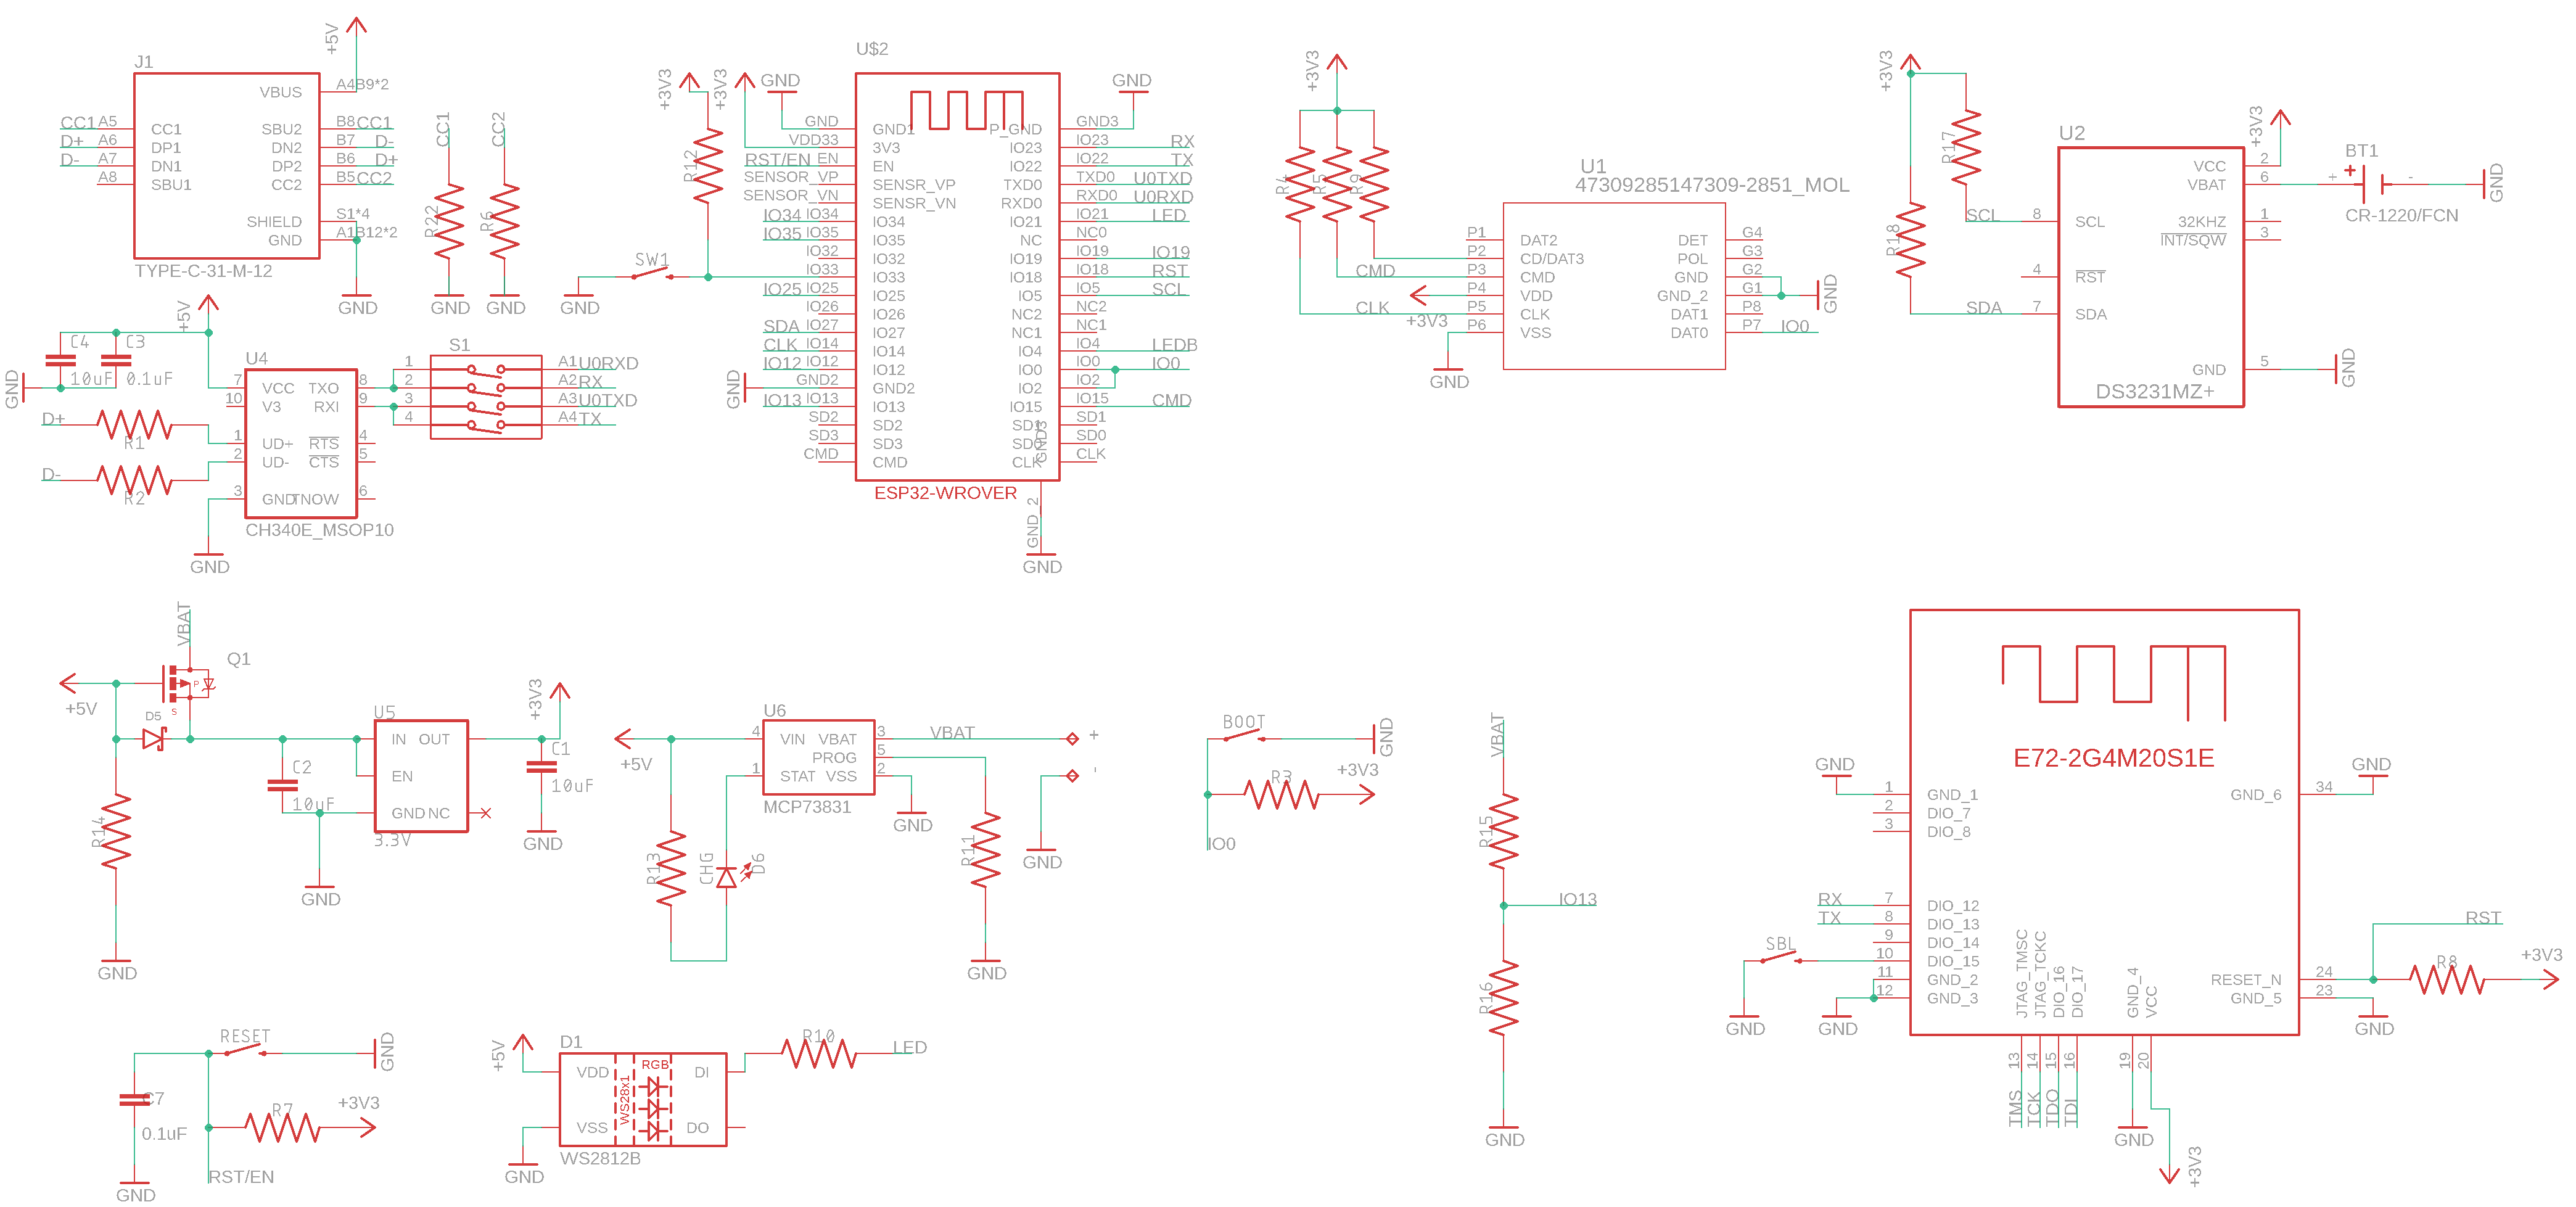 J1
+5V
VBUS
A4B9*2
CC1 A5 CC1
SBU2 B8 CC1
D+ A6 DP1
DN2 B7 D-
D- A7 DN1
DP2 B6 D+
A8 SBU1
CC2 B5 CC2
SHIELD S1*4
GND A1B12*2
TYPE-C-31-M-12
GND
CC1
R22
GND
CC2
R6
GND
+5V
C4
10uF
C3
0.1uF
GND
U4
7 VCC TXO 8
10 V3 RXI 9
1 UD+ RTS 4
2 UD- CTS 5
3 GND TNOW 6
CH340E_MSOP10
D+
R1
D-
R2
GND
S1
1 A1 U0RXD
2 A2 RX
3 A3 U0TXD
4 A4 TX
+3V3
R12
SW1
GND
+3V3
GND
U$2
GND
GND GND1
VDD33 3V3
RST/EN EN EN
SENSOR_VP SENSR_VP
SENSOR_VN SENSR_VN
IO34 IO34 IO34
IO35 IO35 IO35
IO32 IO32
IO33 IO33
IO25 IO25 IO25
IO26 IO26
SDA IO27 IO27
CLK IO14 IO14
IO12 IO12 IO12
GND GND2 GND2
IO13 IO13 IO13
SD2 SD2
SD3 SD3
CMD CMD
P_GND GND3
IO23 IO23 RX
IO22 IO22 TX
TXD0 TXD0 U0TXD
RXD0 RXD0 U0RXD
IO21 IO21 LED
NC NC0
IO19 IO19 IO19
IO18 IO18 RST
IO5 IO5 SCL
NC2 NC2
NC1 NC1
IO4 IO4 LEDB
IO0 IO0 IO0
IO2 IO2
IO15 IO15 CMD
SD1 SD1
SD0 SD0
CLK CLK
GND3
ESP32-WROVER
GND_2
GND
+3V3
R4
R5
R9
U1
47309285147309-2851_MOL
P1 DAT2
P2 CD/DAT3
CMD P3 CMD
P4 VDD
CLK P5 CLK
+3V3
P6 VSS
GND
DET G4
POL G3
GND G2
GND_2 G1
DAT1 P8
DAT0 P7 IO0
GND
+3V3
R17
R18
SCL
SDA
U2
8 SCL
4 RST
7 SDA
VCC 2
VBAT 6
32KHZ 1
INT/SQW 3
GND 5
DS3231MZ+
+3V3
BT1
+ + -
CR-1220/FCN
GND
GND
VBAT
Q1
P
S
+5V
D5
R14
GND
C2
10uF
GND
U5
IN OUT
EN
GND NC
3.3V
+3V3
C1
10uF
GND
+5V
R13
CHG
D6
U6
4 VIN VBAT 3
PROG 5
1 STAT VSS 2
MCP73831
VBAT
+
-
GND
R11
GND
GND
BOOT
GND
R3
+3V3
IO0
VBAT
R15
IO13
R16
GND
E72-2G4M20S1E
GND
1 GND_1
2 DIO_7
3 DIO_8
RX 7 DIO_12
TX 8 DIO_13
9 DIO_14
SBL 10 DIO_15
11 GND_2
12 GND_3
GND
GND
JTAG_TMSC
JTAG_TCKC
DIO_16
DIO_17
GND_4
VCC
13
14
15
16
19
20
TMS
TCK
TDO
TDI
GND
+3V3
GND
GND_6 34
RESET_N 24
GND_5 23
RST
R8
+3V3
GND
RESET
GND
C7
0.1uF
GND
R7
+3V3
RST/EN
+5V
D1
VDD
VSS
WS28x1
RGB
DI
DO
WS2812B
GND
R10
LED